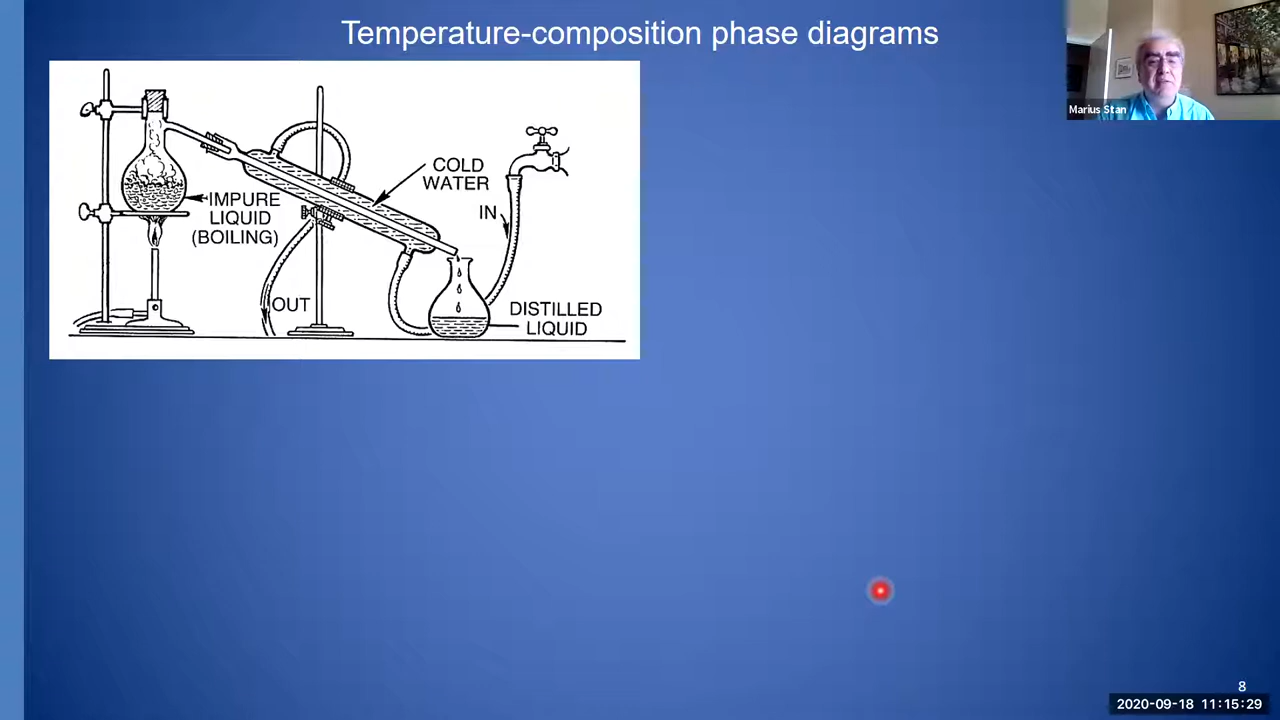 Temperature-composition phase diagrams
Marius Stan
COLD
WATER
IN
IMPURE
LIQUID
(BOILING)
OUT
DISTILLED
LIQUID
8
2020-09-18 11:15:29